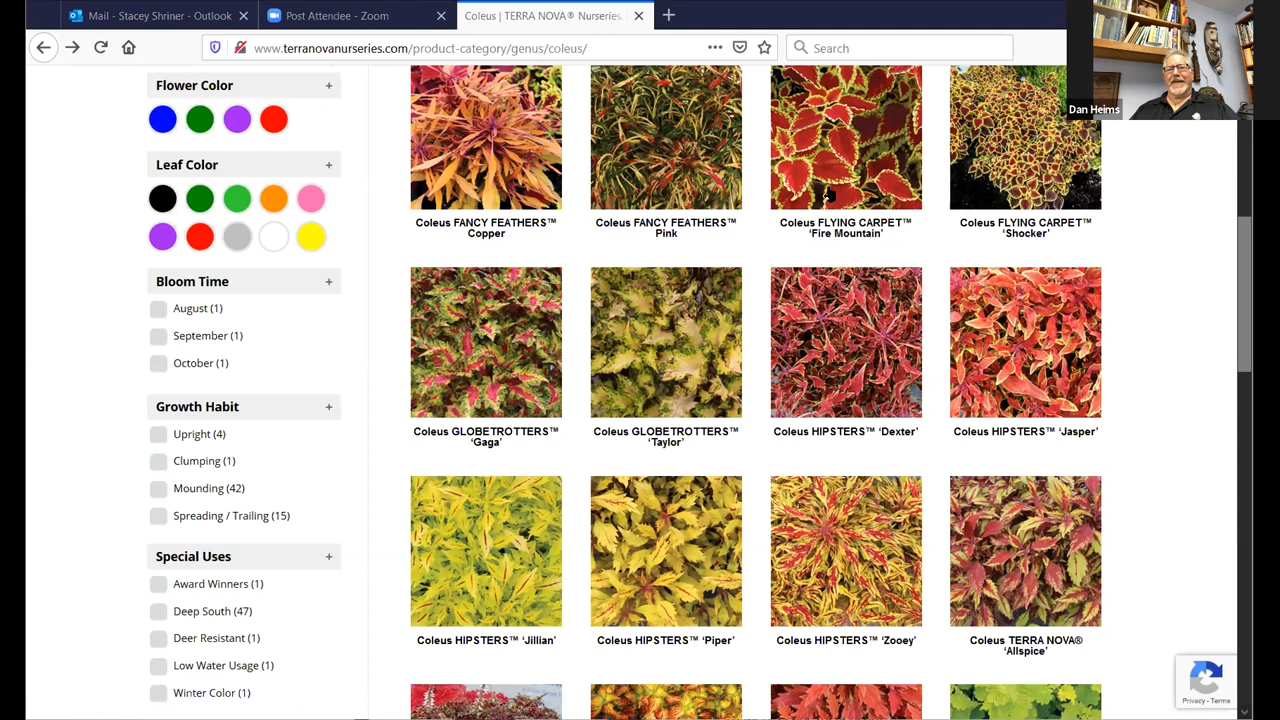 Mail - Stacey Shriner - Outlook
Post Attendee - Zoom
Coleus | TERRA NOVA® Nurseries,
www.terranovanurseries.com/product-category/genus/coleus/
Search
Dan Heims
Flower Color +
Leaf Color +
Bloom Time +
August (1)
September (1)
October (1)
Growth Habit +
Upright (4)
Clumping (1)
Mounding (42)
Spreading / Trailing (15)
Special Uses +
Award Winners (1)
Deep South (47)
Deer Resistant (1)
Low Water Usage (1)
Winter Color (1)
Coleus FANCY FEATHERS™
Copper
Coleus FANCY FEATHERS™
Pink
Coleus FLYING CARPET™
‘Fire Mountain’
Coleus FLYING CARPET™
‘Shocker’
Coleus GLOBETROTTERS™
‘Gaga’
Coleus GLOBETROTTERS™
‘Taylor’
Coleus HIPSTERS™ ‘Dexter’
Coleus HIPSTERS™ ‘Jasper’
Coleus HIPSTERS™ ‘Jillian’
Coleus HIPSTERS™ ‘Piper’
Coleus HIPSTERS™ ‘Zooey’
Coleus TERRA NOVA®
‘Allspice’
Privacy - Terms